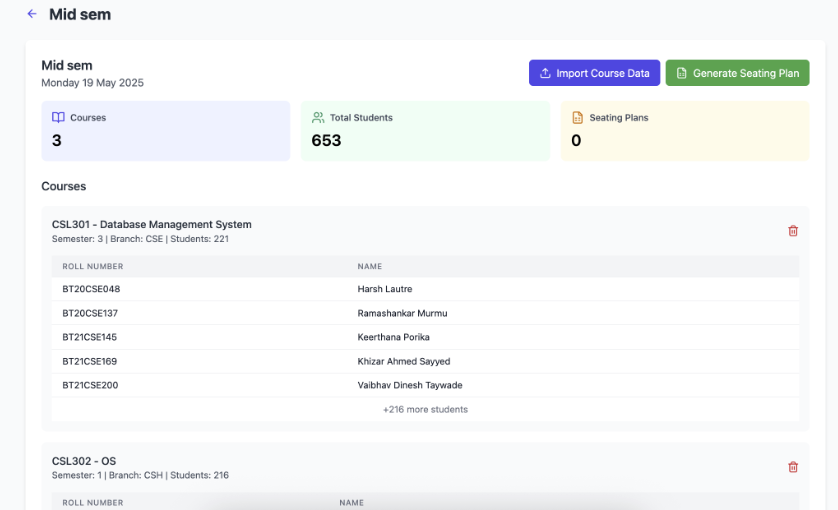 Mid sem
Mid sem
Monday 19 May 2025
Import Course Data
Generate Seating Plan
Courses
3
Total Students
653
Seating Plans
0
Courses
CSL301 - Database Management System
Semester: 3 | Branch: CSE | Students: 221
ROLL NUMBER NAME
BT20CSE048 Harsh Lautre
BT20CSE137 Ramashankar Murmu
BT21CSE145 Keerthana Porika
BT21CSE169 Khizar Ahmed Sayyed
BT21CSE200 Vaibhav Dinesh Taywade
+216 more students
CSL302 - OS
Semester: 1 | Branch: CSH | Students: 216
ROLL NUMBER NAME